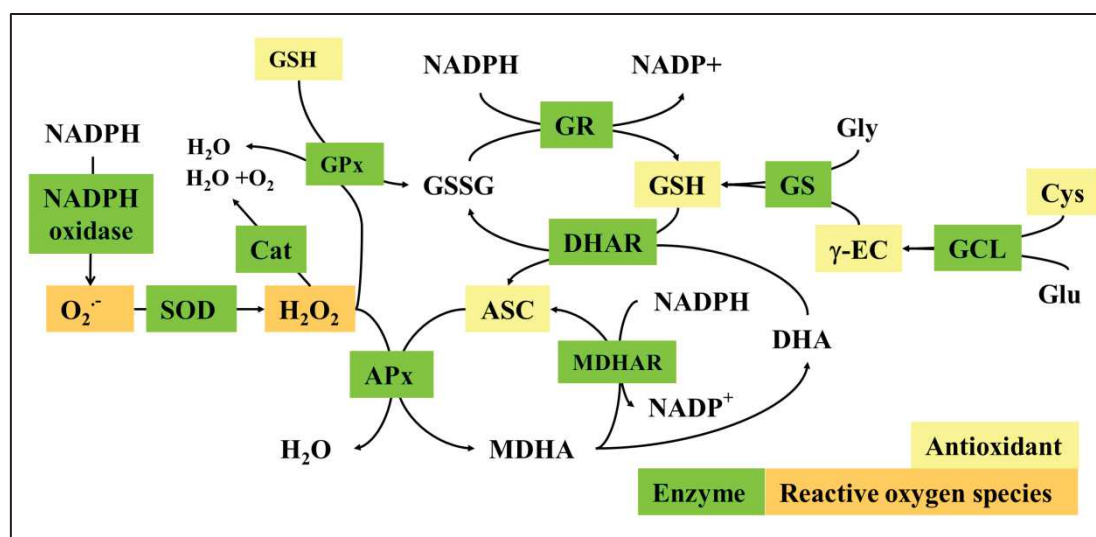 GSH
NADPH
NADP+
NADPH
H₂O
GPx
GR
Gly
H₂O +O₂
GSSG
GSH
GS
Cys
NADPH
oxidase
Cat
DHAR
γ-EC
GCL
O₂·⁻
SOD
H₂O₂
ASC
NADPH
Glu
DHA
APx
MDHAR
NADP⁺
H₂O
MDHA
Antioxidant
Enzyme
Reactive oxygen species